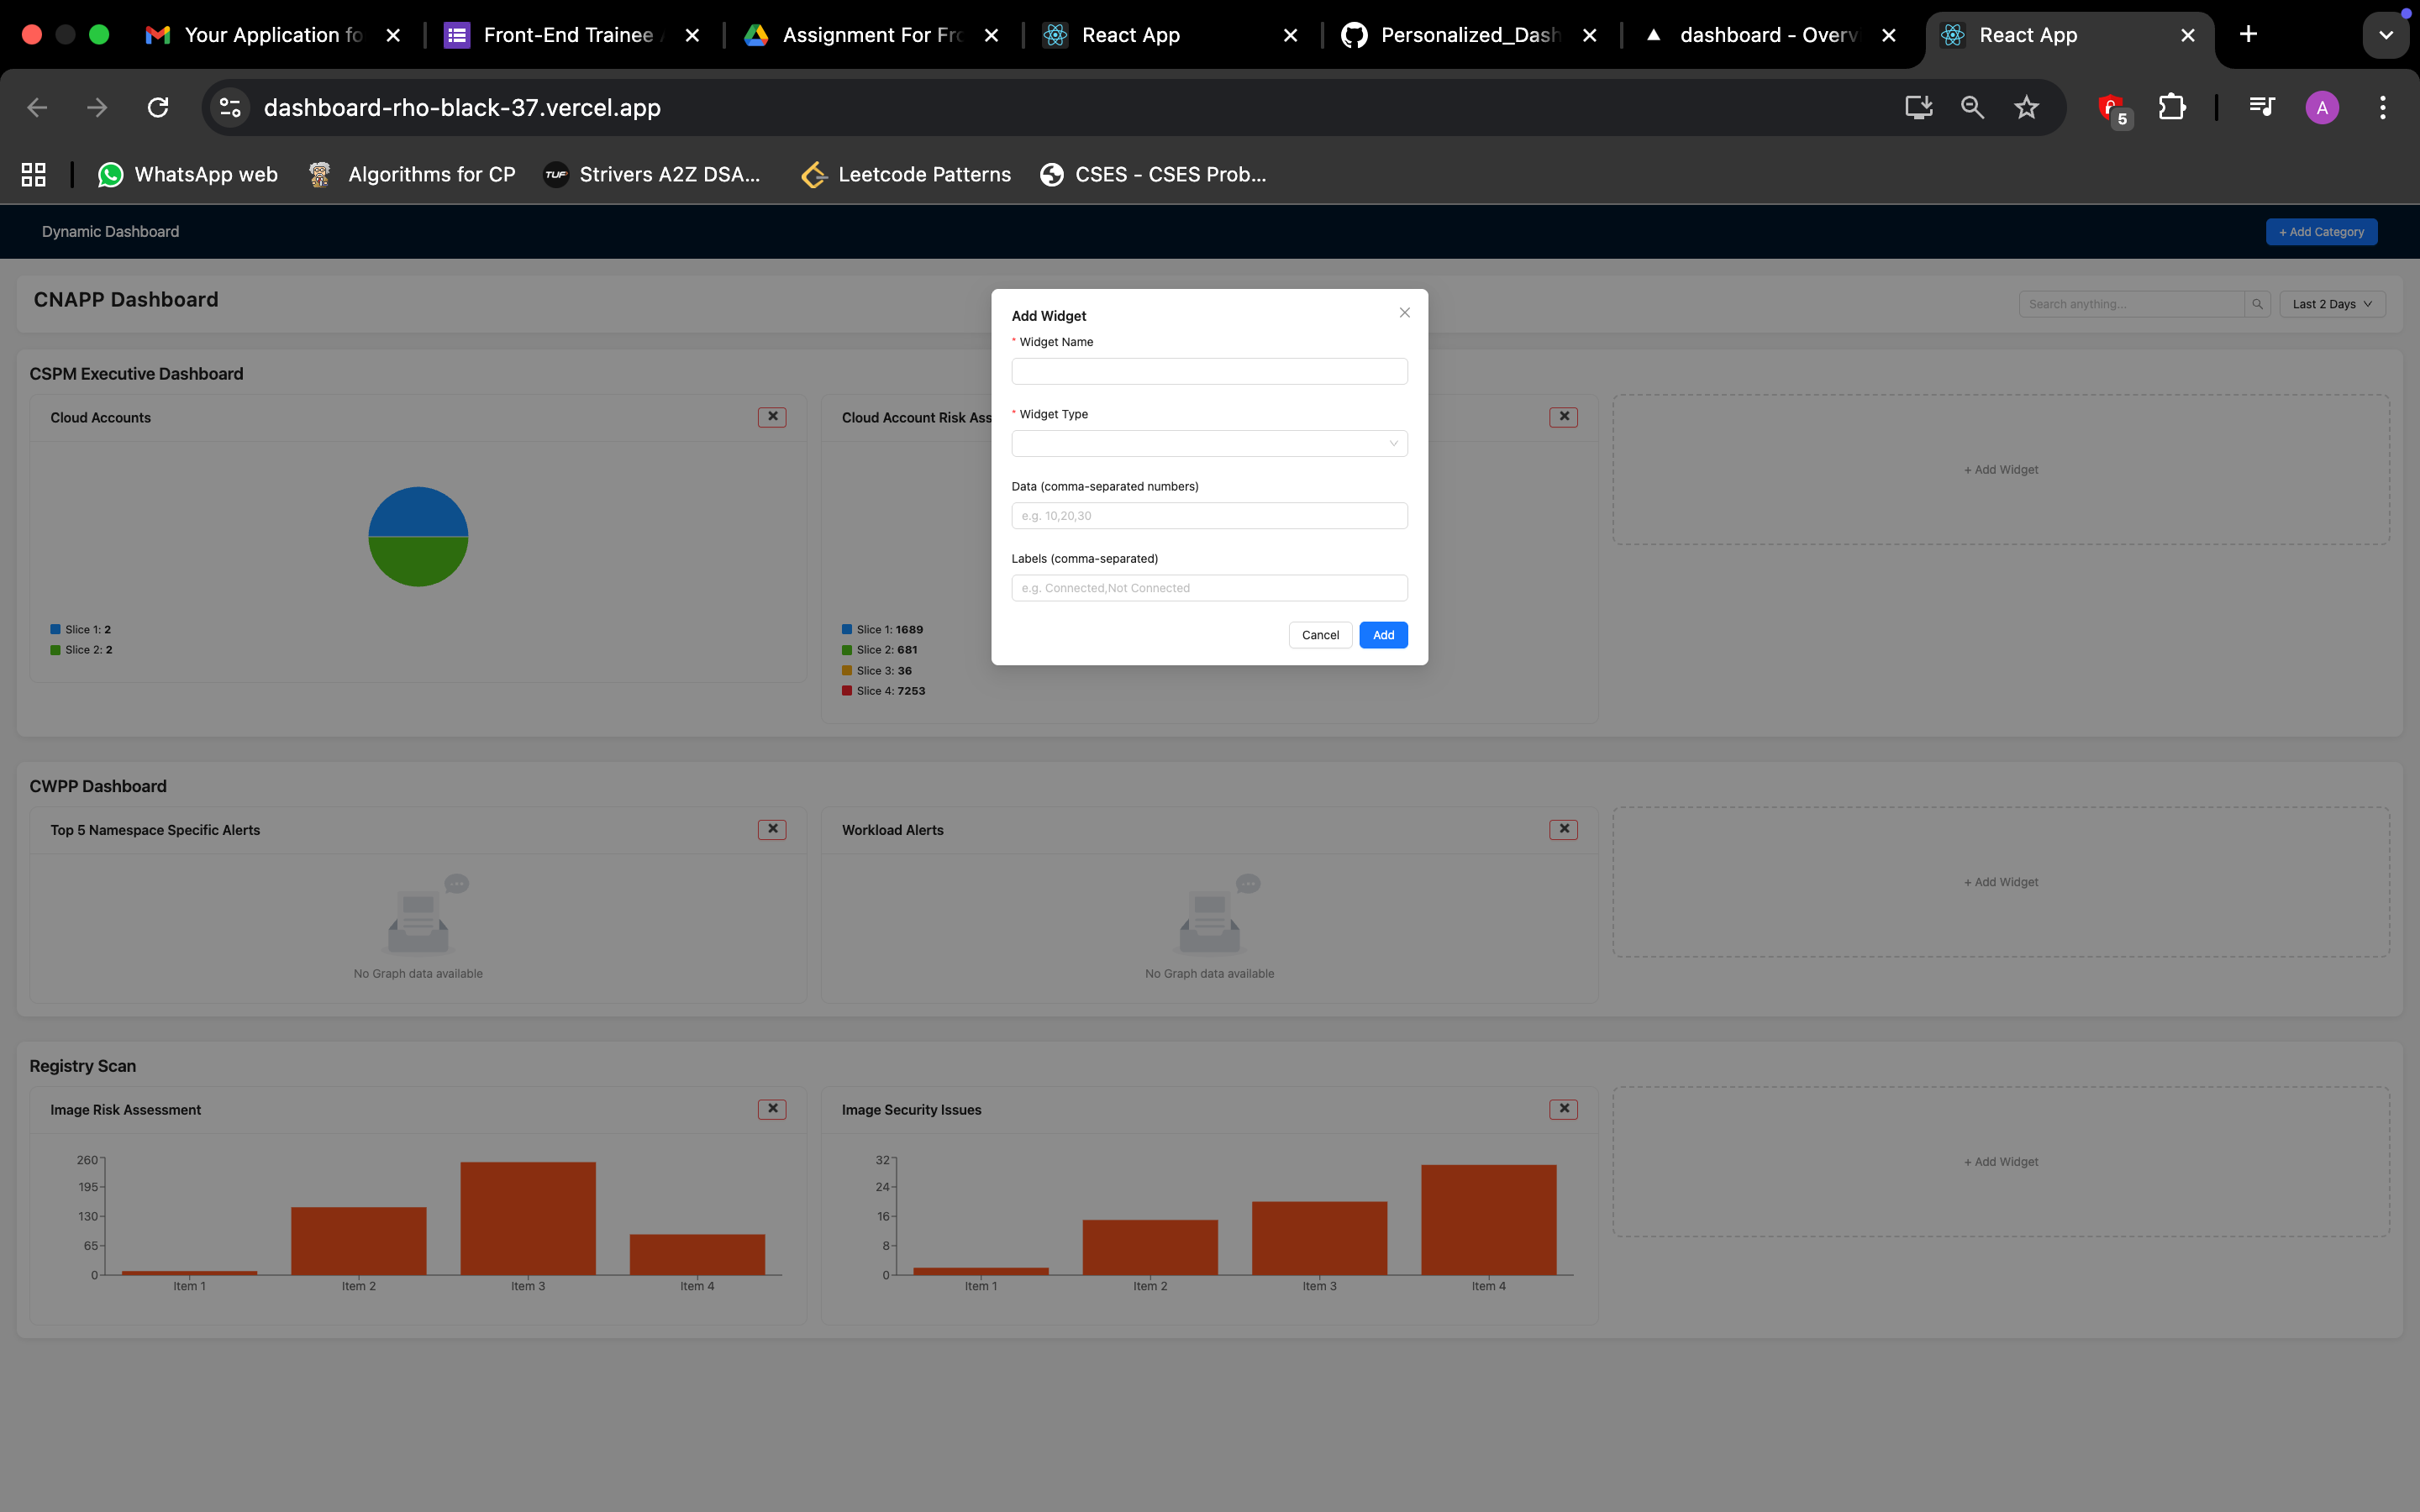 Your Application fo
Front-End Trainee
Assignment For Fro
React App
Personalized_Dash
dashboard - Overv
React App
dashboard-rho-black-37.vercel.app
5
A
WhatsApp web
Algorithms for CP
TUF
Strivers A2Z DSA...
Leetcode Patterns
CSES - CSES Prob...
Dynamic Dashboard
+ Add Category
CNAPP Dashboard
Search anything...
Last 2 Days
Add Widget
* Widget Name
* Widget Type
Data (comma-separated numbers)
e.g. 10,20,30
Labels (comma-separated)
e.g. Connected,Not Connected
Cancel
Add
CSPM Executive Dashboard
Cloud Accounts
Slice 1: 2
Slice 2: 2
Cloud Account Risk Ass
Slice 1: 1689
Slice 2: 681
Slice 3: 36
Slice 4: 7253
+ Add Widget
CWPP Dashboard
Top 5 Namespace Specific Alerts
No Graph data available
Workload Alerts
No Graph data available
+ Add Widget
Registry Scan
Image Risk Assessment
260
195
130
65
0
Item 1 Item 2 Item 3 Item 4
Image Security Issues
32
24
16
8
0
Item 1 Item 2 Item 3 Item 4
+ Add Widget